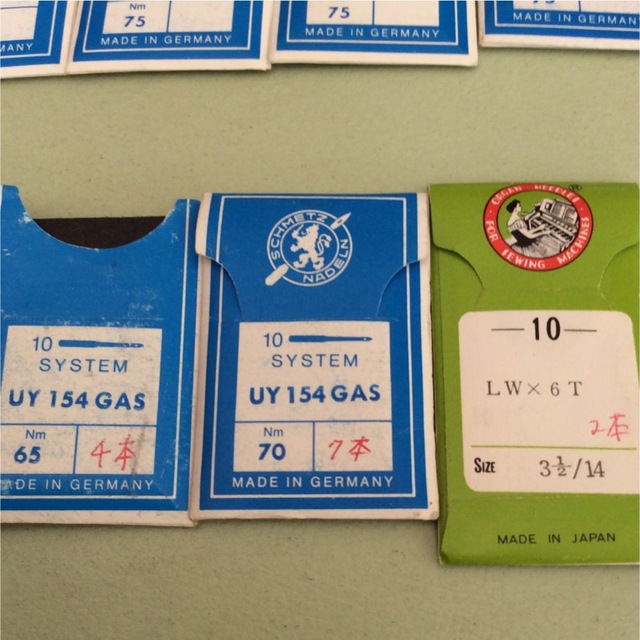 Nm
75
MADE IN GERMANY
75
MADE IN GERMANY
75
MADE IN GERMANY
10
SYSTEM
UY 154 GAS
Nm
65
4本
MADE IN GERMANY
SCHMETZ
NADELN
10
SYSTEM
UY 154 GAS
Nm
70
7本
MADE IN GERMANY
ORGAN NEEDLES
®
FOR SEWING MACHINES
10
LW× 6 T
2本
SIZE 3½/14
MADE IN JAPAN